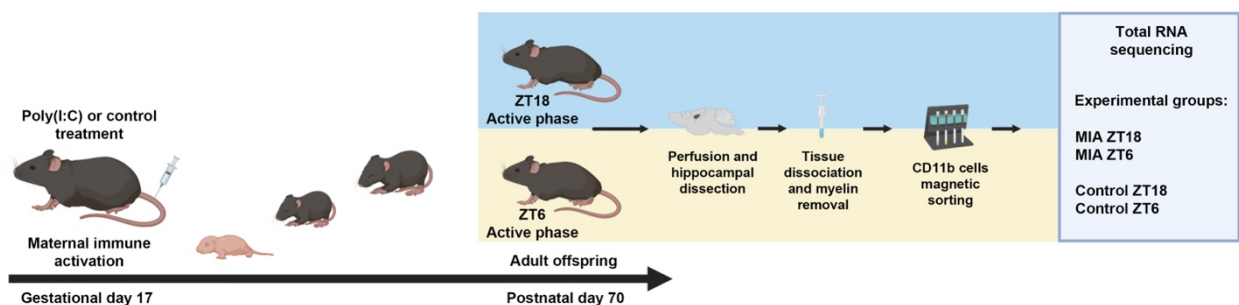 Poly(I:C) or control
treatment
Maternal immune
activation
Gestational day 17
ZT18
Active phase
ZT6
Active phase
Adult offspring
Postnatal day 70
Perfusion and
hippocampal
dissection
Tissue
dissociation
and myelin
removal
CD11b cells
magnetic
sorting
Total RNA
sequencing
Experimental groups:
MIA ZT18
MIA ZT6
Control ZT18
Control ZT6